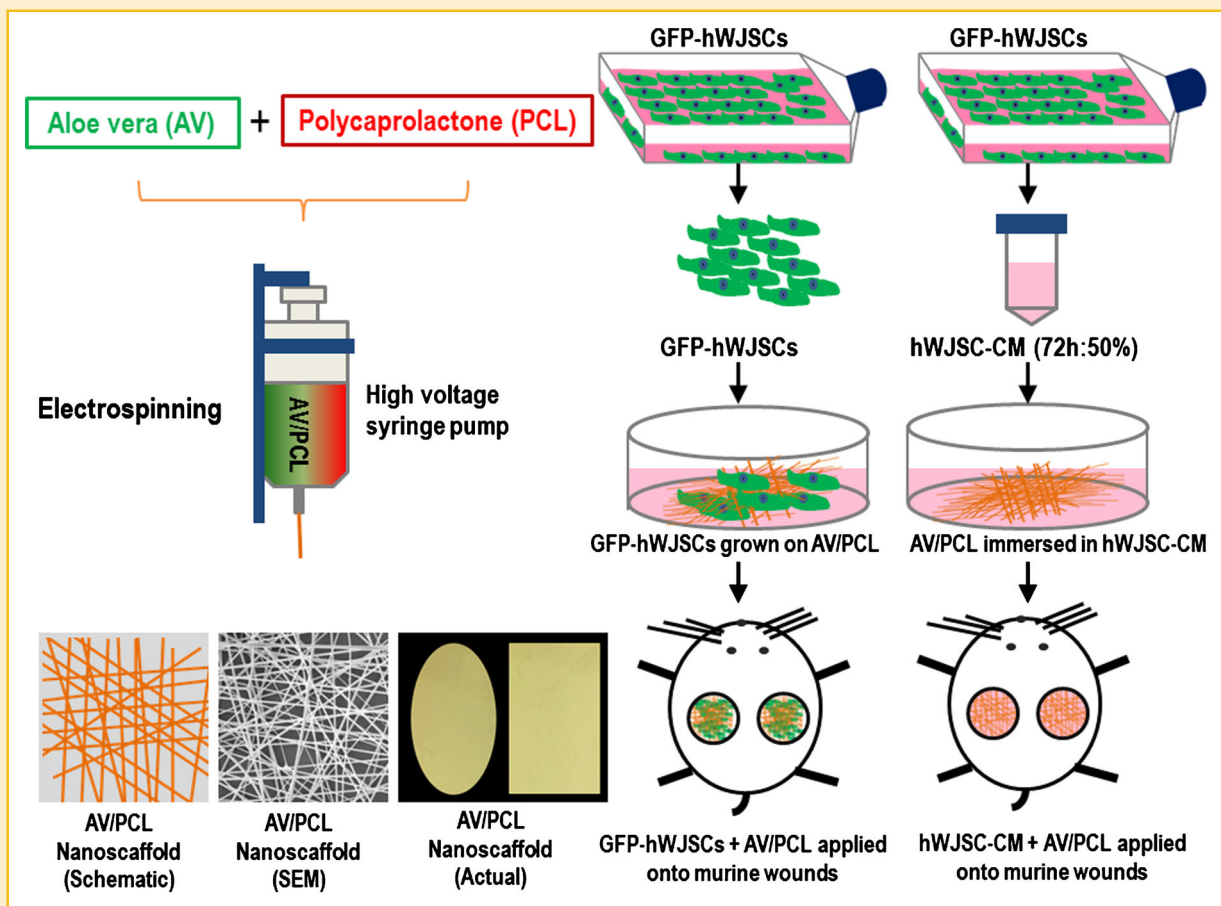 Aloe vera (AV) + Polycaprolactone (PCL)
AV/PCL
Electrospinning
High voltage
syringe pump
AV/PCL
Nanoscaffold
(Schematic)
AV/PCL
Nanoscaffold
(SEM)
AV/PCL
Nanoscaffold
(Actual)
GFP-hWJSCs
GFP-hWJSCs
GFP-hWJSCs grown on AV/PCL
GFP-hWJSCs + AV/PCL applied
onto murine wounds
GFP-hWJSCs
hWJSC-CM (72h:50%)
AV/PCL immersed in hWJSC-CM
hWJSC-CM + AV/PCL applied
onto murine wounds